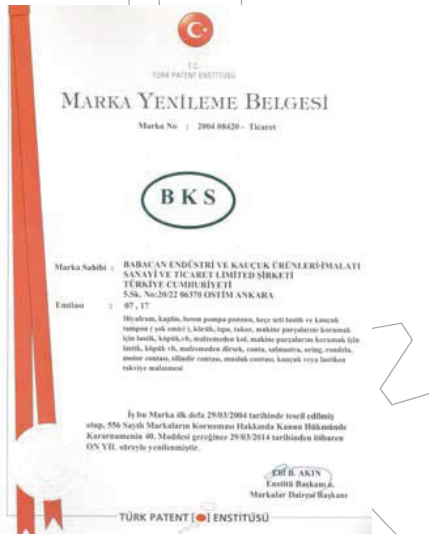 T.C.
TÜRK PATENT ENSTİTÜSÜ
MARKA YENİLEME BELGESİ
Marka No : 2004 08420 - Ticaret
BKS
Marka Sahibi : BABACAN ENDÜSTRİ VE KAUÇUK ÜRÜNLERİ İMALATI
SANAYİ VE TİCARET LİMİTED ŞİRKETİ
TÜRKİYE CUMHURİYETİ
5.Sk. No:20/22 06370 OSTİM ANKARA
Emtiası : 07 , 17
Diyafram, kaplin, beton pompa pistonu, keçe seti lastik ve kauçuk
tampon ( şok emici ), körük, tapa, takoz, makine parçalarını korumak
için lastik, köpük,vb, malzemeden kol, makine parçalarını korumak için
lastik, köpük vb, malzemeden dirsek, conta, salmastra, oring, rondela,
motor contası, silindir contası, musluk contası, kauçuk veya lastikten
takviye malzemesi
İş bu Marka ilk defa 29/03/2004 tarihinde tescil edilmiş
olup, 556 Sayılı Markaların Korunması Hakkında Kanun Hükmünde
Kararnamenin 40. Maddesi gereğince 29/03/2014 tarihinden itibaren
ON YIL süreyle yenilenmiştir.
B. AKIN
Enstitü Başkanı a.
Markalar Dairesi Başkanı
TÜRK PATENT ENSTİTÜSÜ